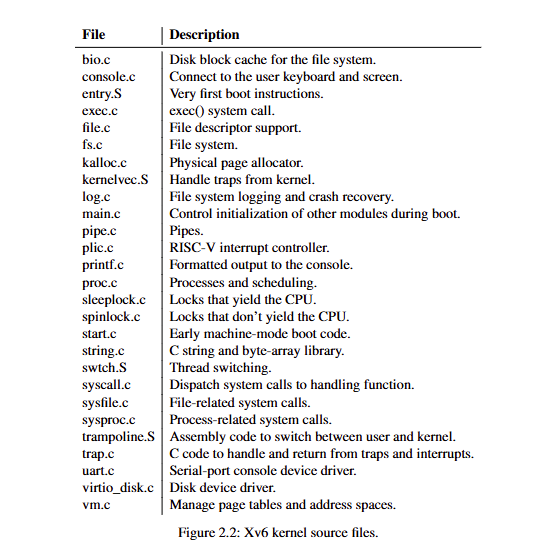 File Description
bio.c Disk block cache for the file system.
console.c Connect to the user keyboard and screen.
entry.S Very first boot instructions.
exec.c exec() system call.
file.c File descriptor support.
fs.c File system.
kalloc.c Physical page allocator.
kernelvec.S Handle traps from kernel.
log.c File system logging and crash recovery.
main.c Control initialization of other modules during boot.
pipe.c Pipes.
plic.c RISC-V interrupt controller.
printf.c Formatted output to the console.
proc.c Processes and scheduling.
sleeplock.c Locks that yield the CPU.
spinlock.c Locks that don’t yield the CPU.
start.c Early machine-mode boot code.
string.c C string and byte-array library.
swtch.S Thread switching.
syscall.c Dispatch system calls to handling function.
sysfile.c File-related system calls.
sysproc.c Process-related system calls.
trampoline.S Assembly code to switch between user and kernel.
trap.c C code to handle and return from traps and interrupts.
uart.c Serial-port console device driver.
virtio_disk.c Disk device driver.
vm.c Manage page tables and address spaces.
Figure 2.2: Xv6 kernel source files.